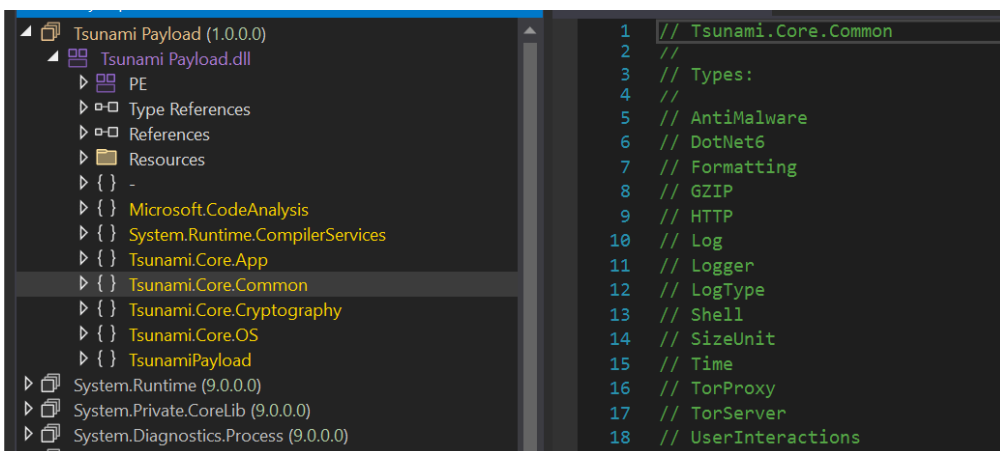 Tsunami Payload (1.0.0.0)
Tsunami Payload.dll
PE
Type References
References
Resources
{ } -
{ } Microsoft.CodeAnalysis
{ } System.Runtime.CompilerServices
{ } Tsunami.Core.App
{ } Tsunami.Core.Common
{ } Tsunami.Core.Cryptography
{ } Tsunami.Core.OS
{ } TsunamiPayload
System.Runtime (9.0.0.0)
System.Private.CoreLib (9.0.0.0)
System.Diagnostics.Process (9.0.0.0)
1 // Tsunami.Core.Common
2 //
3 // Types:
4 //
5 // AntiMalware
6 // DotNet6
7 // Formatting
8 // GZIP
9 // HTTP
10 // Log
11 // Logger
12 // LogType
13 // Shell
14 // SizeUnit
15 // Time
16 // TorProxy
17 // TorServer
18 // UserInteractions